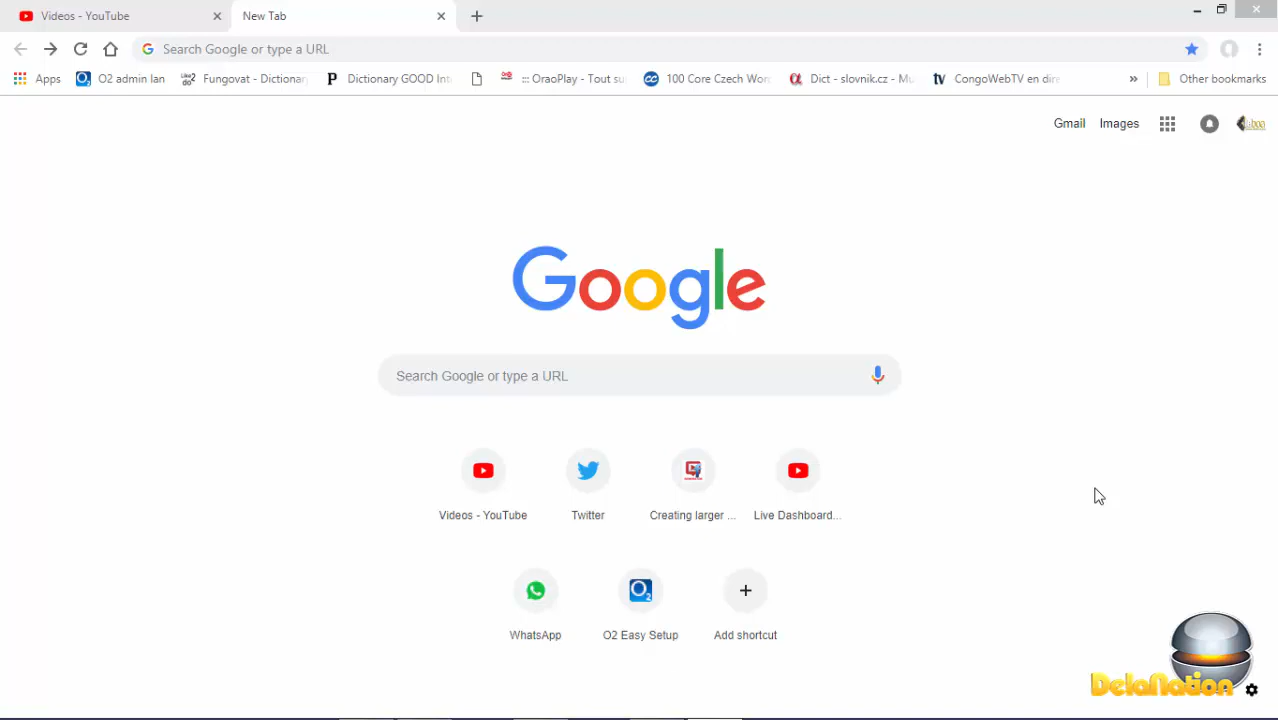 Videos - YouTube
New Tab
Search Google or type a URL
Apps
O2 admin lan
Fungovat - Dictionar
Dictionary GOOD Int
::: OraoPlay - Tout su
100 Core Czech Wor
Dict - slovnik.cz - Mu
CongoWebTV en dire
»
Other bookmarks
Gmail
Images
Google
Search Google or type a URL
Videos - YouTube
Twitter
Creating larger ...
Live Dashboard...
WhatsApp
O2 Easy Setup
Add shortcut
DelaNation